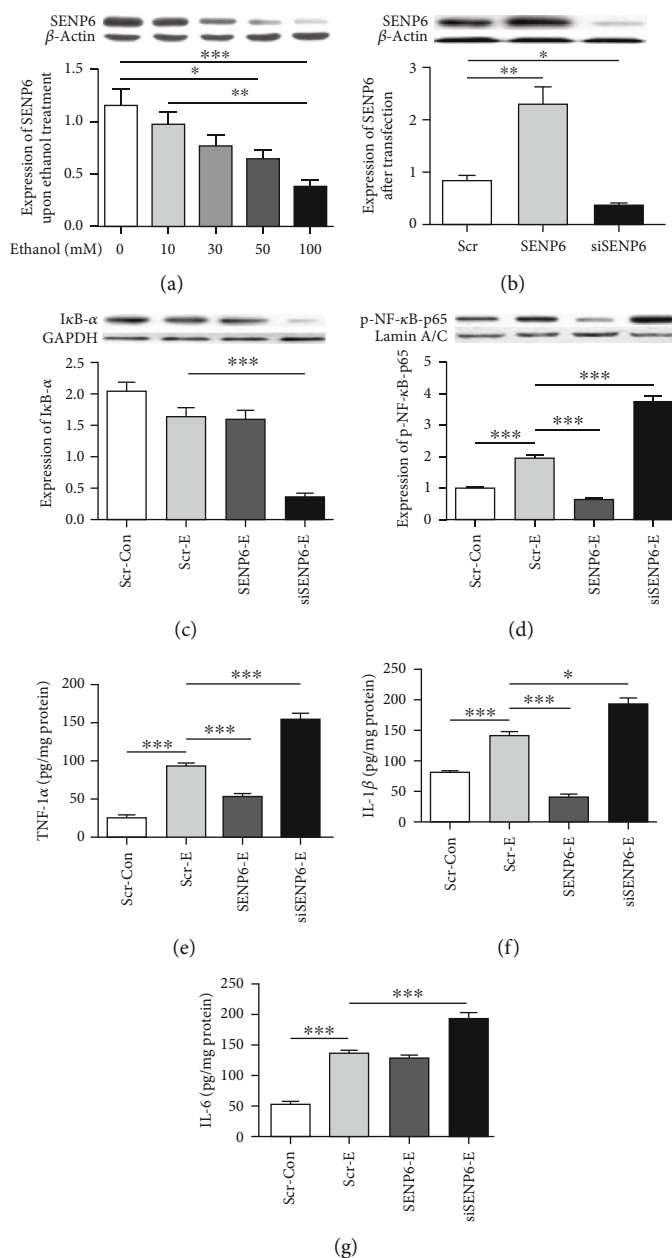 SENP6
β-Actin
***
*
**
1.5
1.0
0.5
0.0
Expression of SENP6
upon ethanol treatment
Ethanol (mM) 0 10 30 50 100
(a)
SENP6
β-Actin
*
**
3
2
1
0
Expression of SENP6
after transfection
Scr SENP6 siSENP6
(b)
IκB-α
GAPDH
***
2.5
2.0
1.5
1.0
0.5
0.0
Expression of IκB-α
Scr-Con
Scr-E
SENP6-E
siSENP6-E
(c)
p-NF-κB-p65
Lamin A/C
***
***
***
5
4
3
2
1
0
Expression of p-NF-κB-p65
Scr-Con
Scr-E
SENP6-E
siSENP6-E
(d)
***
***
***
200
150
100
50
0
TNF-1α (pg/mg protein)
Scr-Con
Scr-E
SENP6-E
siSENP6-E
(e)
*
***
***
200
150
100
50
0
IL-1β (pg/mg protein)
Scr-Con
Scr-E
SENP6-E
siSENP6-E
(f)
***
***
250
200
150
100
50
0
IL-6 (pg/mg protein)
Scr-Con
Scr-E
SENP6-E
siSENP6-E
(g)